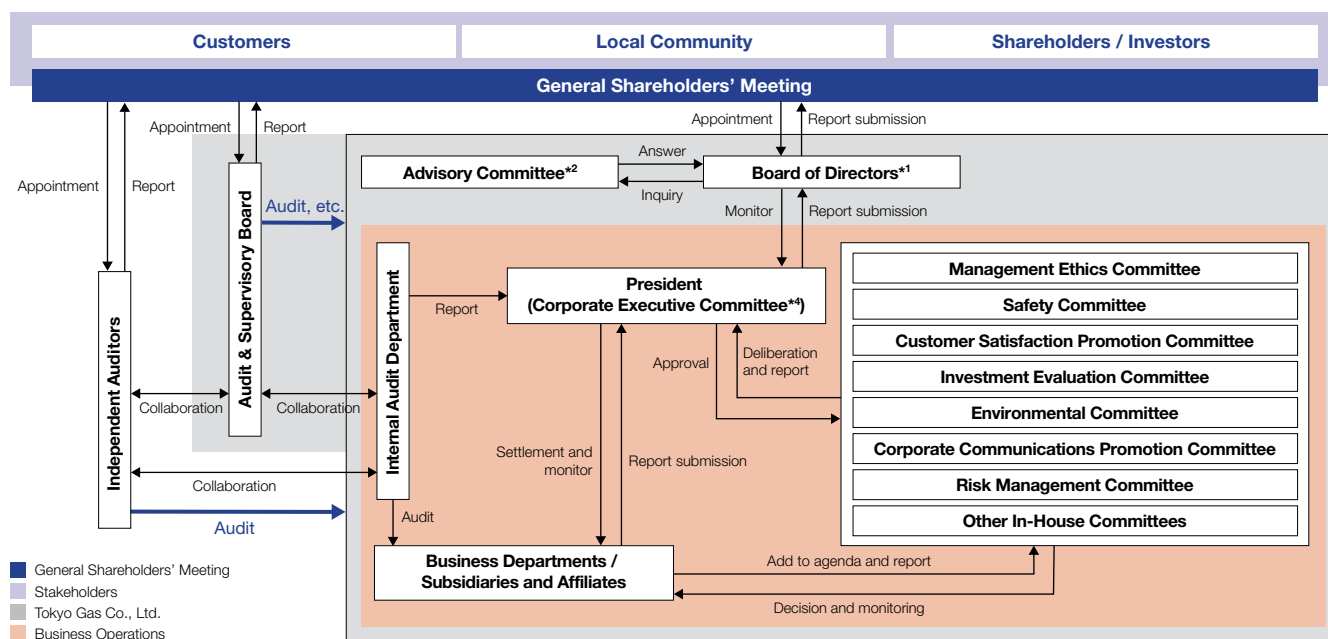 Customers
Local Community
Shareholders / Investors
General Shareholders’ Meeting
Appointment
Report
Appointment
Report submission
Appointment
Report
Advisory Committee*2
Answer
Inquiry
Board of Directors*1
Audit, etc.
Monitor
Report submission
Independent Auditors
Audit & Supervisory Board
Internal Audit Department
Report
President
(Corporate Executive Committee*4)
Approval
Deliberation
and report
Management Ethics Committee
Safety Committee
Customer Satisfaction Promotion Committee
Investment Evaluation Committee
Environmental Committee
Corporate Communications Promotion Committee
Risk Management Committee
Other In-House Committees
Collaboration
Collaboration
Collaboration
Settlement and
monitor
Report submission
Audit
Audit
Business Departments /
Subsidiaries and Affiliates
Add to agenda and report
Decision and monitoring
General Shareholders’ Meeting
Stakeholders
Tokyo Gas Co., Ltd.
Business Operations